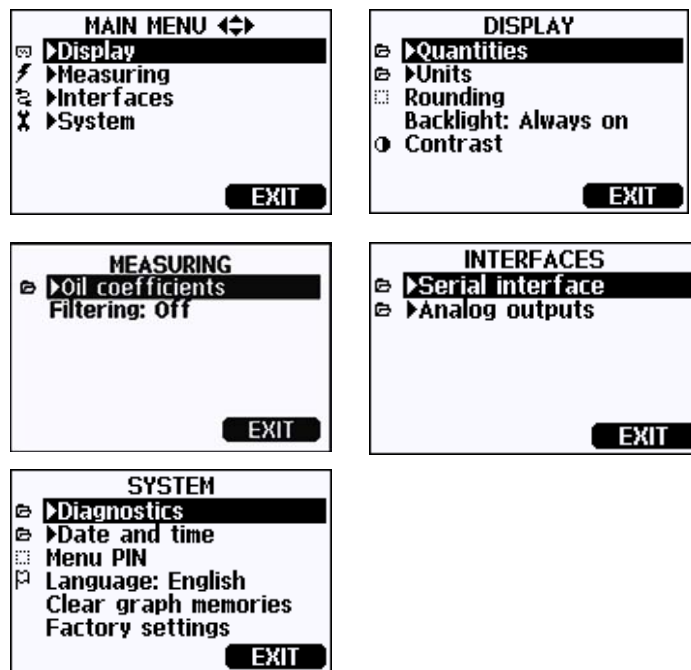 MAIN MENU
Display
Measuring
Interfaces
System
EXIT
DISPLAY
Quantities
Units
Rounding
Backlight: Always on
Contrast
EXIT
MEASURING
Oil coefficients
Filtering: Off
EXIT
INTERFACES
Serial interface
Analog outputs
EXIT
SYSTEM
Diagnostics
Date and time
Menu PIN
Language: English
Clear graph memories
Factory settings
EXIT